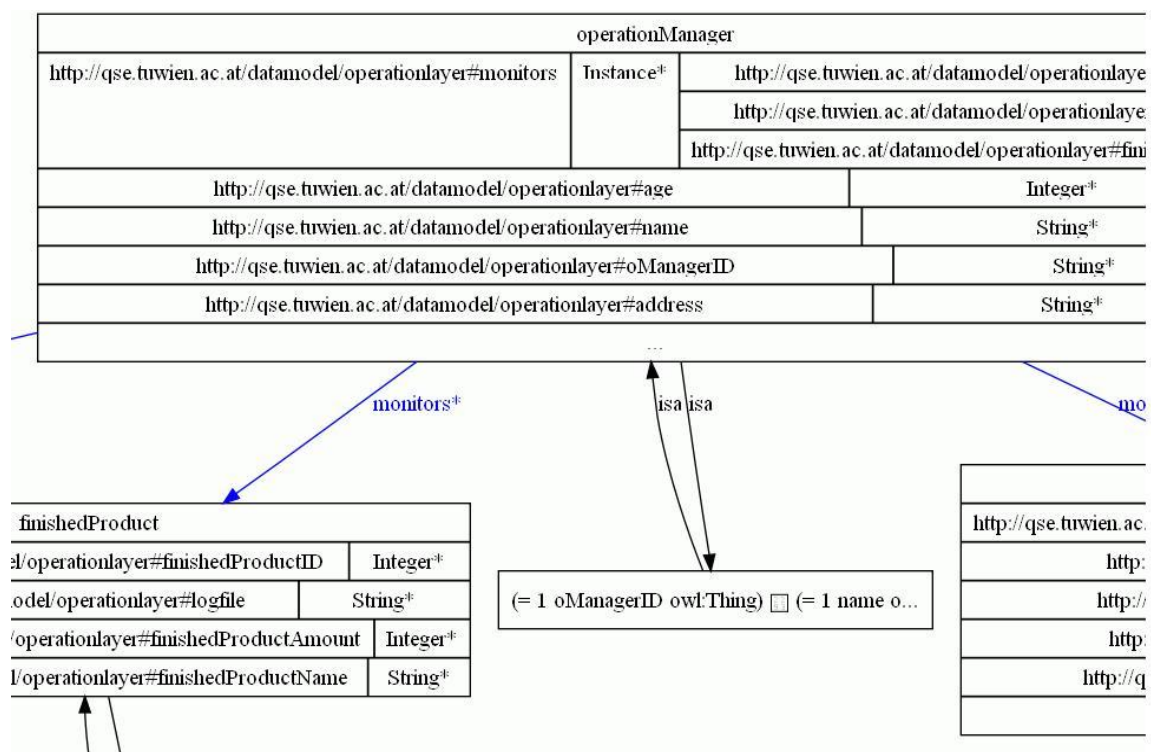 operationManager
http://qse.tuwien.ac.at/datamodel/operationlayer#monitors Instance* http://qse.tuwien.ac.at/datamodel/operationlaye
http://qse.tuwien.ac.at/datamodel/operationlaye
http://qse.tuwien.ac.at/datamodel/operationlayer#fini
http://qse.tuwien.ac.at/datamodel/operationlayer#age Integer*
http://qse.tuwien.ac.at/datamodel/operationlayer#name String*
http://qse.tuwien.ac.at/datamodel/operationlayer#oManagerID String*
http://qse.tuwien.ac.at/datamodel/operationlayer#address String*
...
monitors* isa isa mo
finishedProduct
el/operationlayer#finishedProductID Integer*
odel/operationlayer#logfile String*
/operationlayer#finishedProductAmount Integer*
l/operationlayer#finishedProductName String*
(= 1 oManagerID owl:Thing) (= 1 name o...
http://qse.tuwien.ac.
http:
http://
http:
http://q